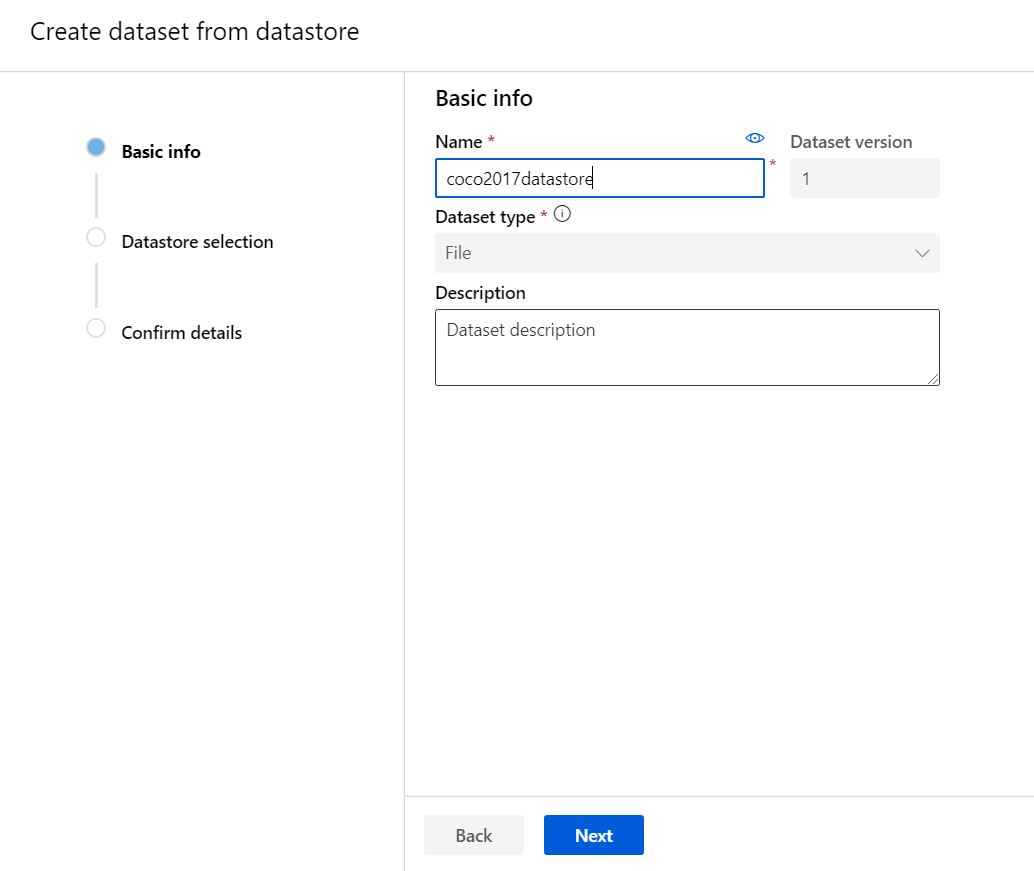 Create dataset from datastore
Basic info
Datastore selection
Confirm details
Basic info
Name *
Dataset version
coco2017datastore
*
1
Dataset type *
File
Description
Dataset description
Back
Next